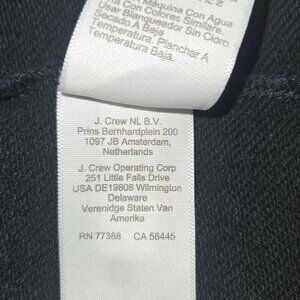 Máquina Con Agua
Con Colores Similare.
Usar Blanqueador Sin Cloro.
Secado A Baja
Temperatura. Planchar A
Temperatura Baja.
J. Crew NL B.V.
Prins Bernhardplein 200
1097 JB Amsterdam,
Netherlands
J. Crew Operating Corp
251 Little Falls Drive
USA DE19808 Wilmington
Delaware
Verenidge Staten Van
Amerika
RN 77388 CA 56445